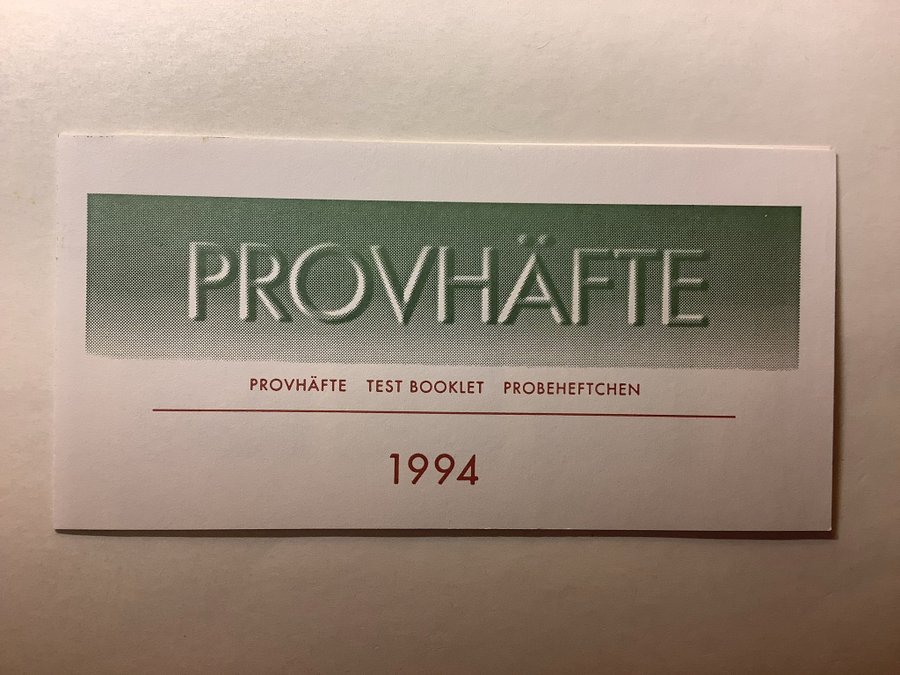 PROVHÄFTE
PROVHÄFTE TEST BOOKLET PROBEHEFTCHEN
1994